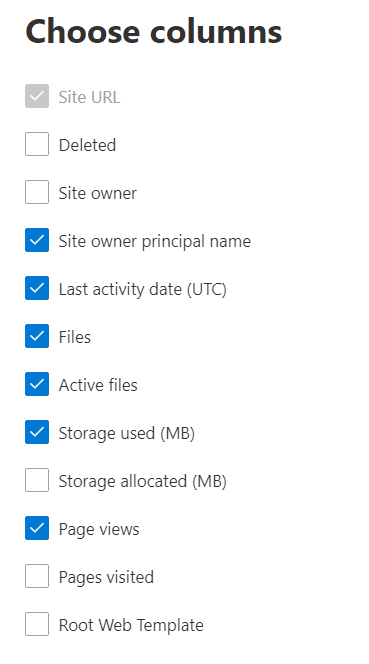 Choose columns
Site URL
Deleted
Site owner
Site owner principal name
Last activity date (UTC)
Files
Active files
Storage used (MB)
Storage allocated (MB)
Page views
Pages visited
Root Web Template